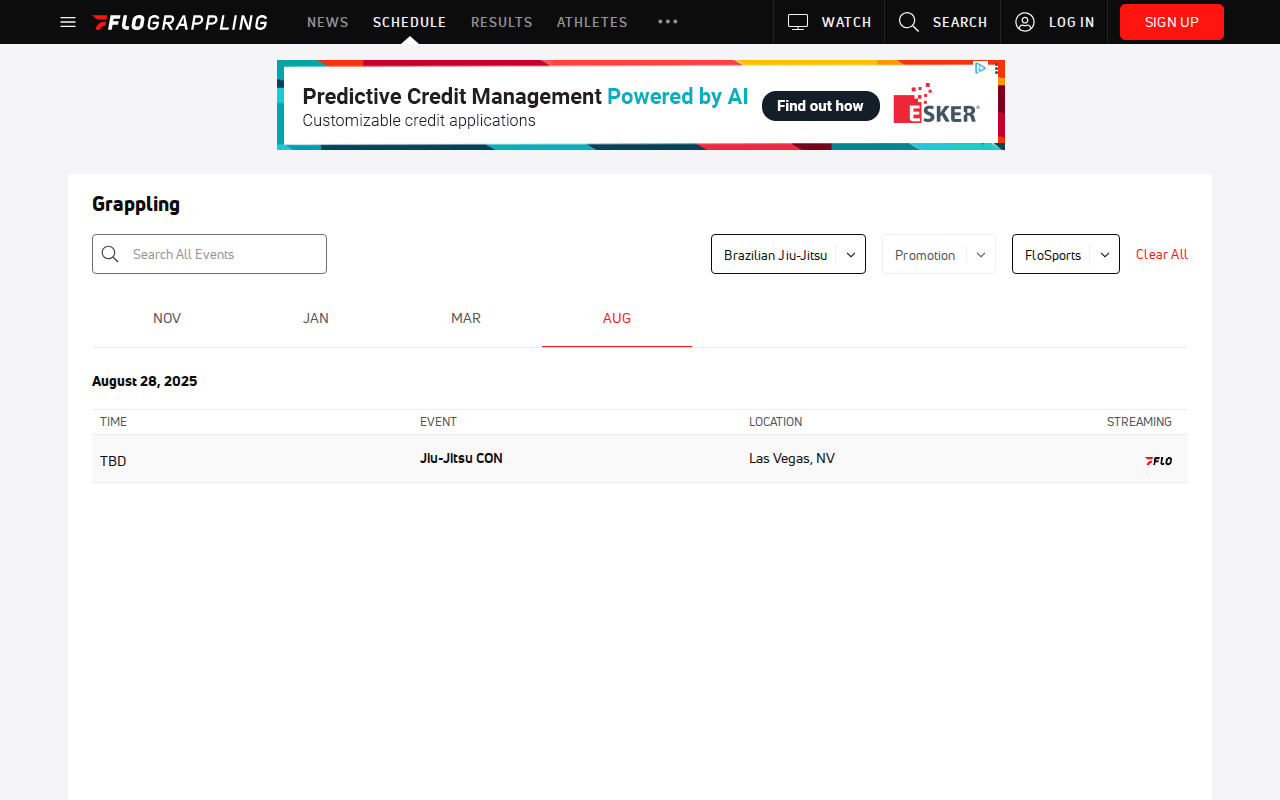 FLOGRAPPLING NEWS SCHEDULE RESULTS ATHLETES WATCH SEARCH LOG IN SIGN UP
Predictive Credit Management Powered by AI
Customizable credit applications
Find out how
ESKER
Grappling
Search All Events
Brazilian Jiu-Jitsu Promotion FloSports Clear All
NOV JAN MAR AUG
August 28, 2025
TIME EVENT LOCATION STREAMING
TBD Jiu-Jitsu CON Las Vegas, NV FLO